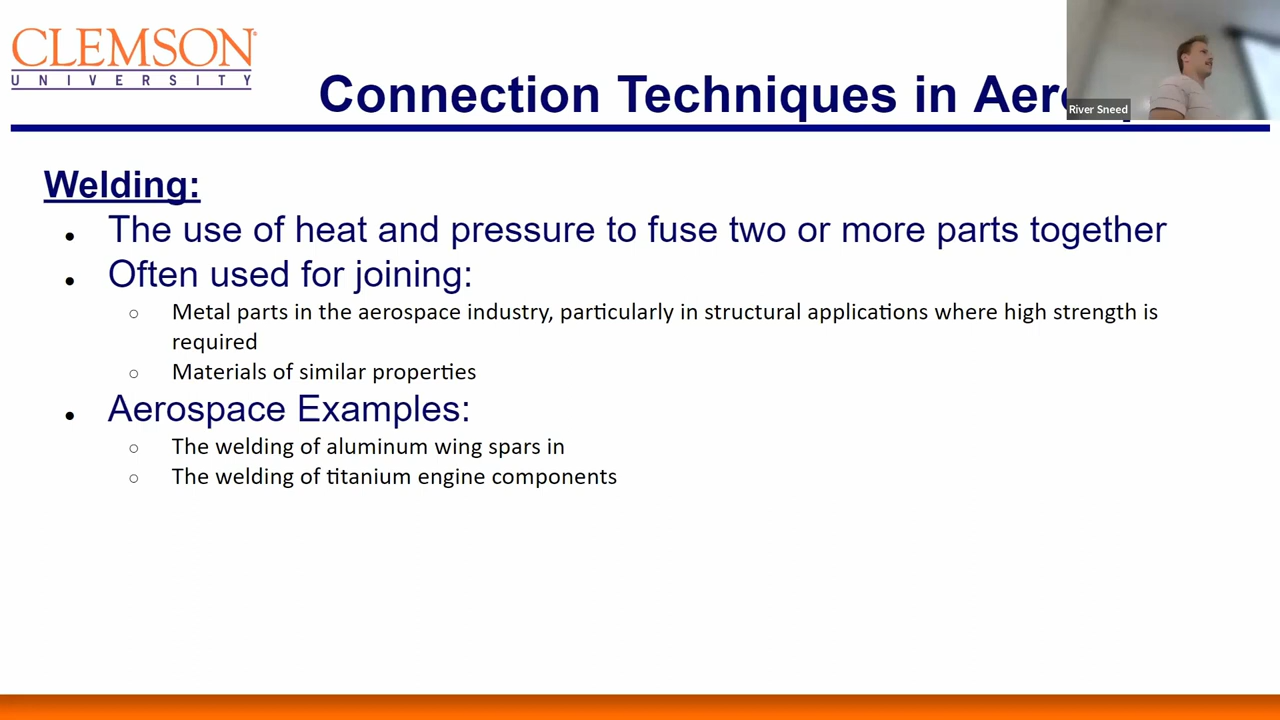 CLEMSON
UNIVERSITY
Connection Techniques in
River Sneed
Welding:
The use of heat and pressure to fuse two or more parts together
Often used for joining:
Metal parts in the aerospace industry, particularly in structural applications where high strength is
required
Materials of similar properties
Aerospace Examples:
The welding of aluminum wing spars in
The welding of titanium engine components